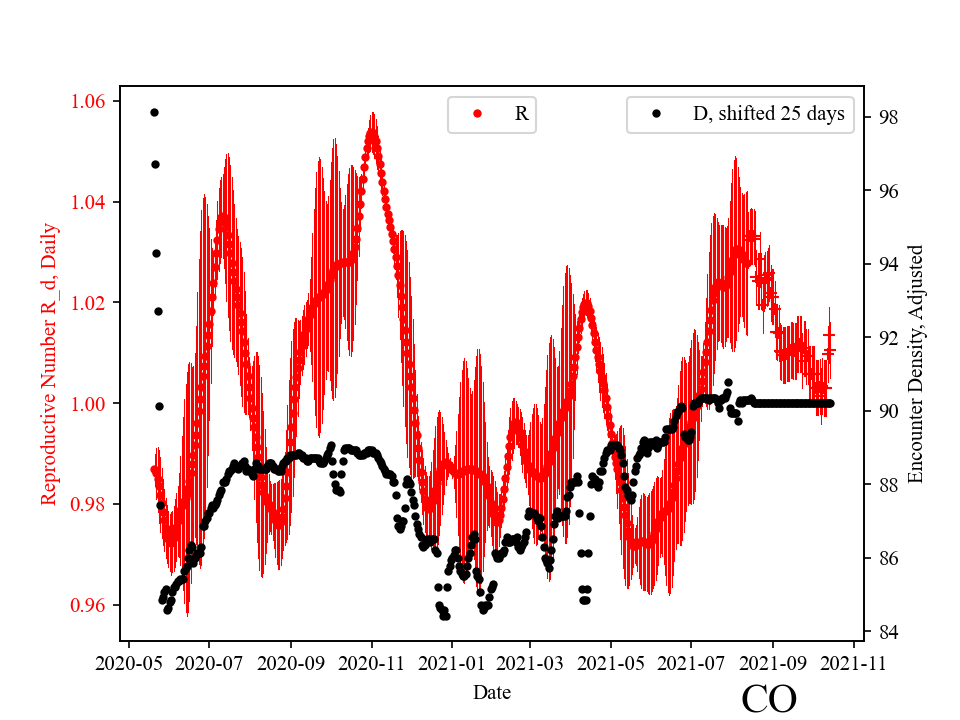 R
D, shifted 25 days
Reproductive Number R_d, Daily
1.06
1.04
1.02
1.00
0.98
0.96
98
96
94
92
90
88
86
84
Encounter Density, Adjusted
2020-05 2020-07 2020-09 2020-11 2021-01 2021-03 2021-05 2021-07 2021-09 2021-11
Date
CO